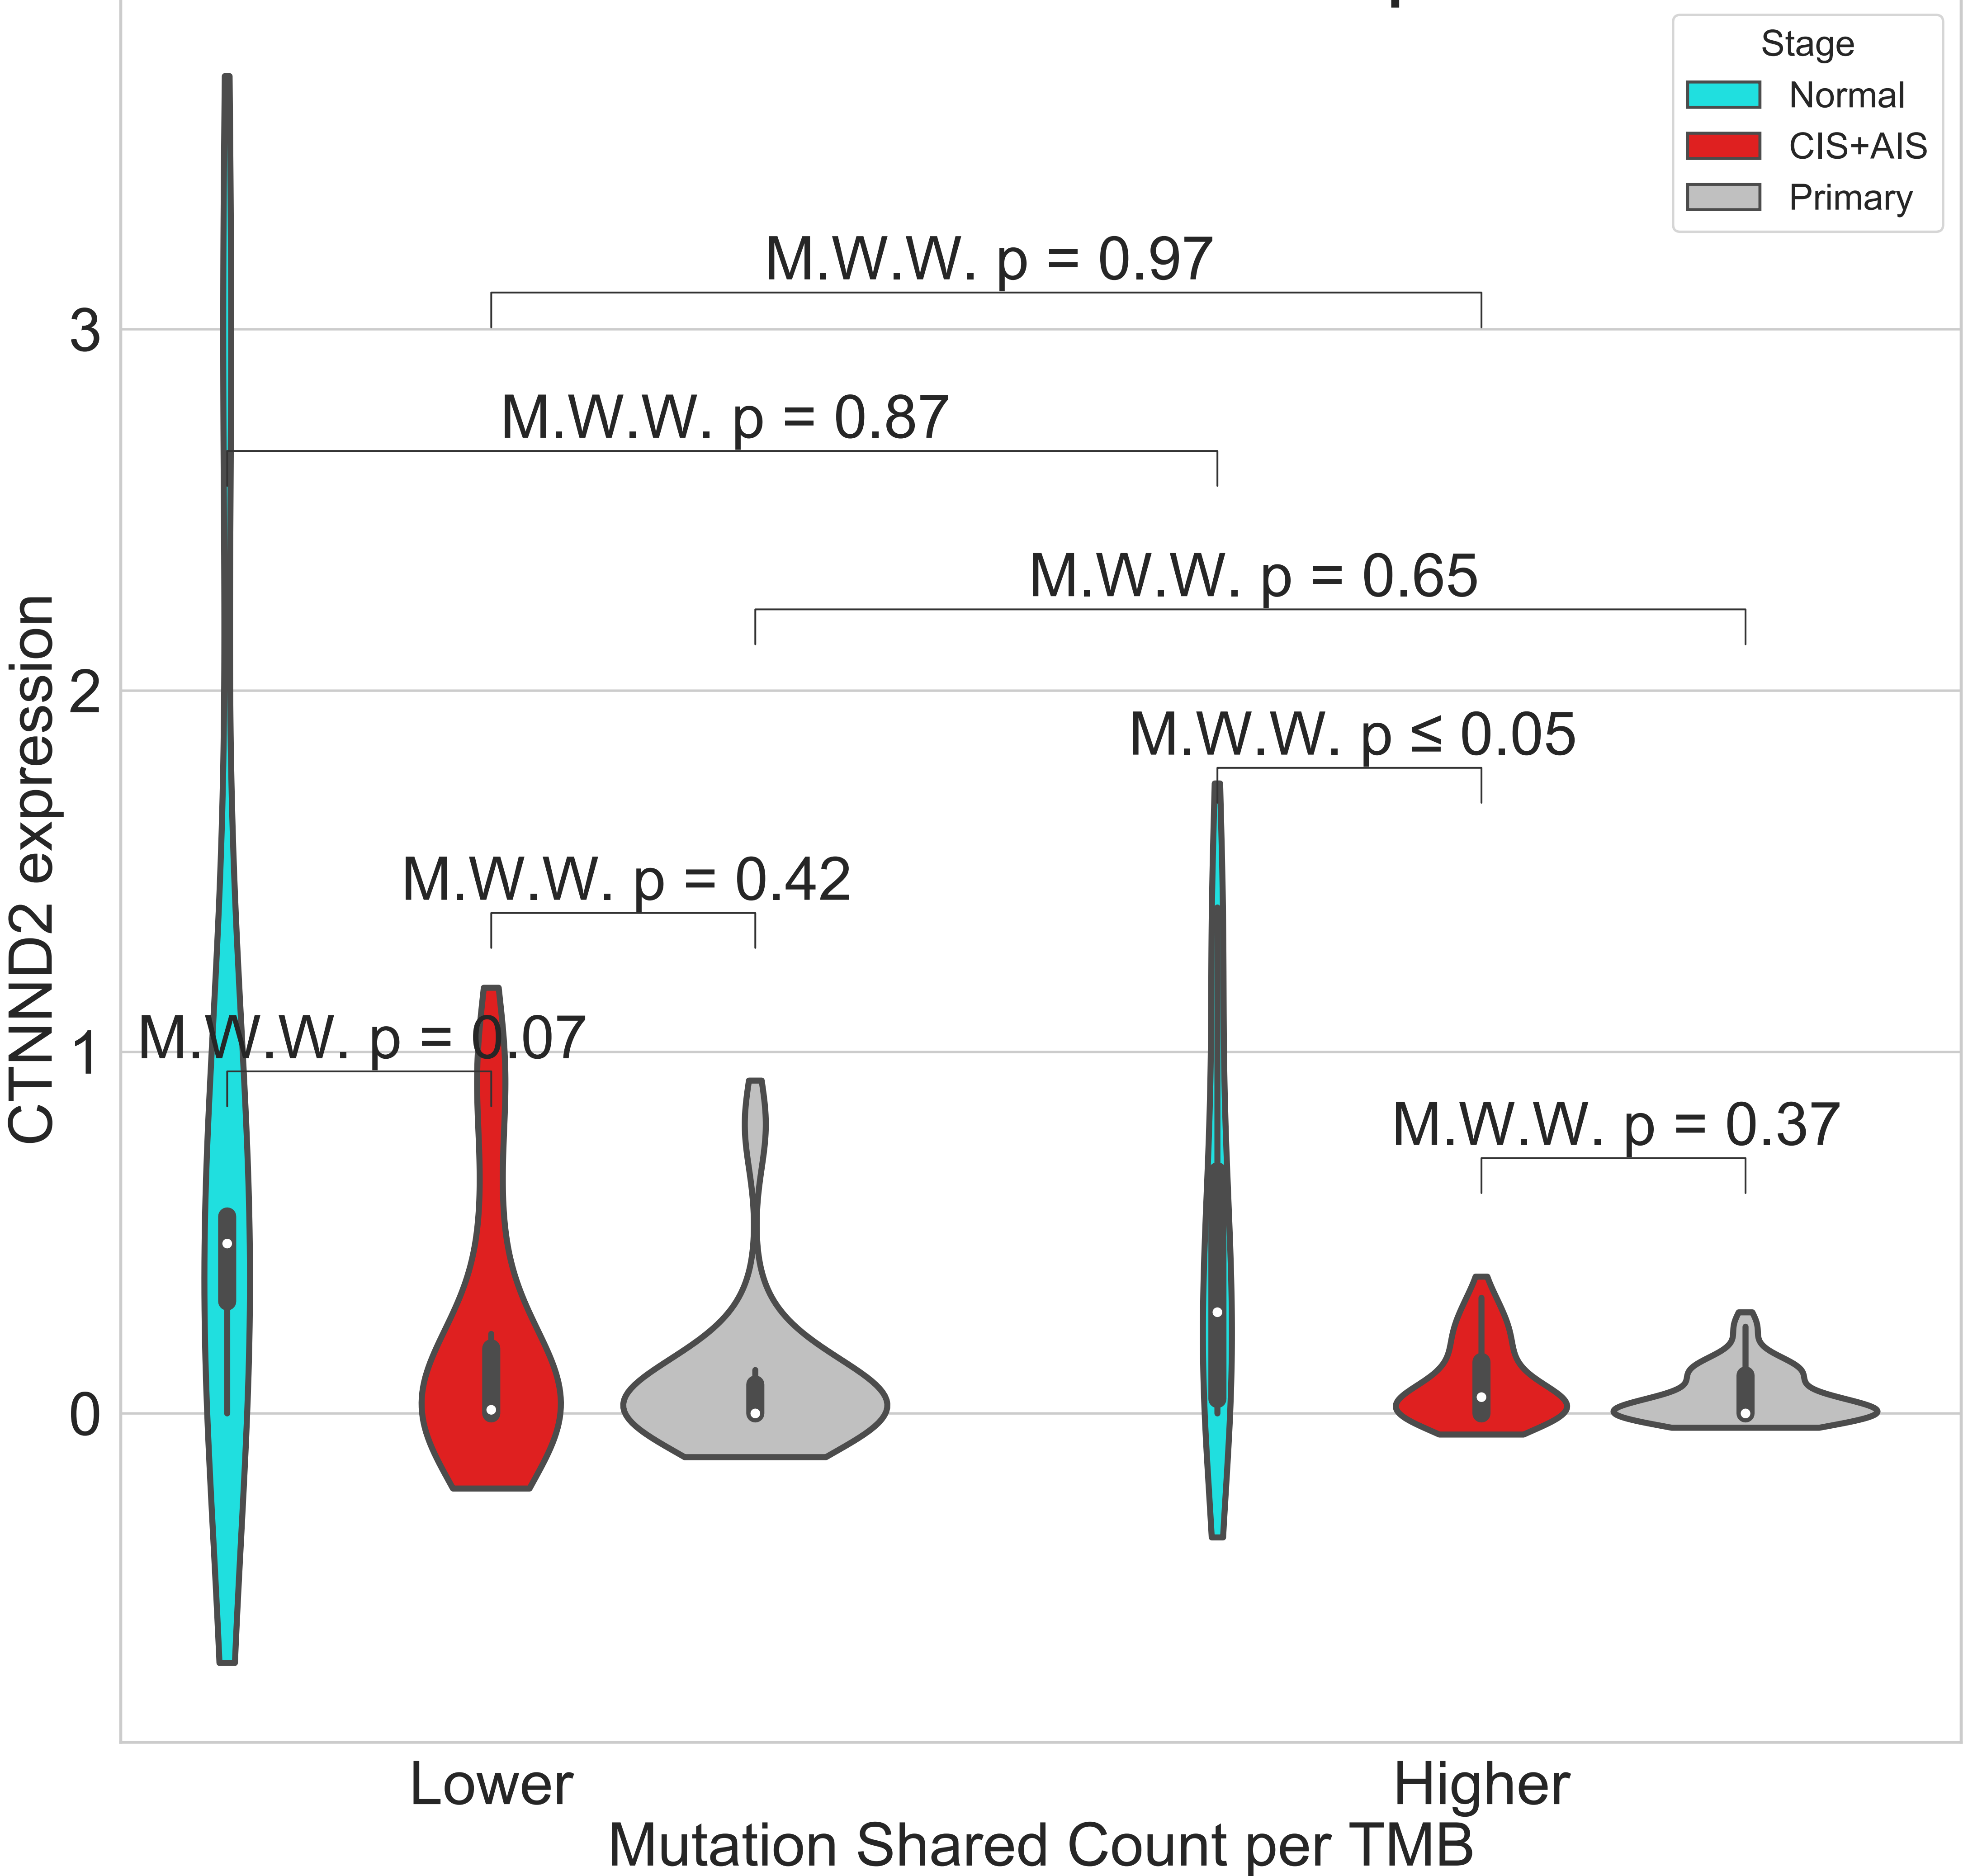 Stage
Normal
CIS+AIS
Primary
M.W.W. p = 0.97
3
M.W.W. p = 0.87
M.W.W. p = 0.65
2
M.W.W. p ≤ 0.05
M.W.W. p = 0.42
CTNND2 expression
M.W.W. p = 0.07
1
M.W.W. p = 0.37
0
Lower
Higher
Mutation Shared Count per TMB